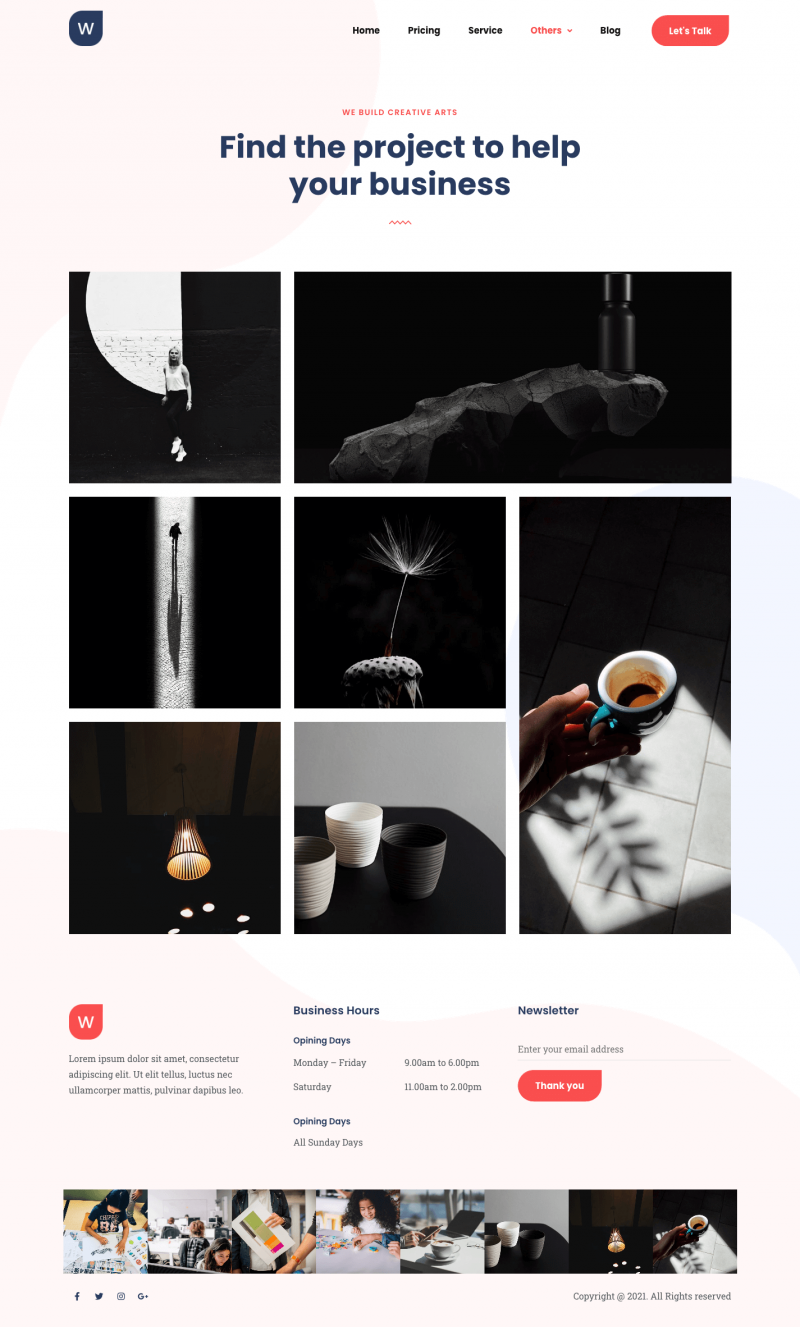 W
Home Pricing Service Others Blog Let's Talk
WE BUILD CREATIVE ARTS
Find the project to help
your business
W
Lorem ipsum dolor sit amet, consectetur
adipiscing elit. Ut elit tellus, luctus nec
ullamcorper mattis, pulvinar dapibus leo.
Business Hours
Opining Days
Monday – Friday 9.00am to 6.00pm
Saturday 11.00am to 2.00pm
Opining Days
All Sunday Days
Newsletter
Enter your email address
Thank you
Copyright @ 2021. All Rights reserved